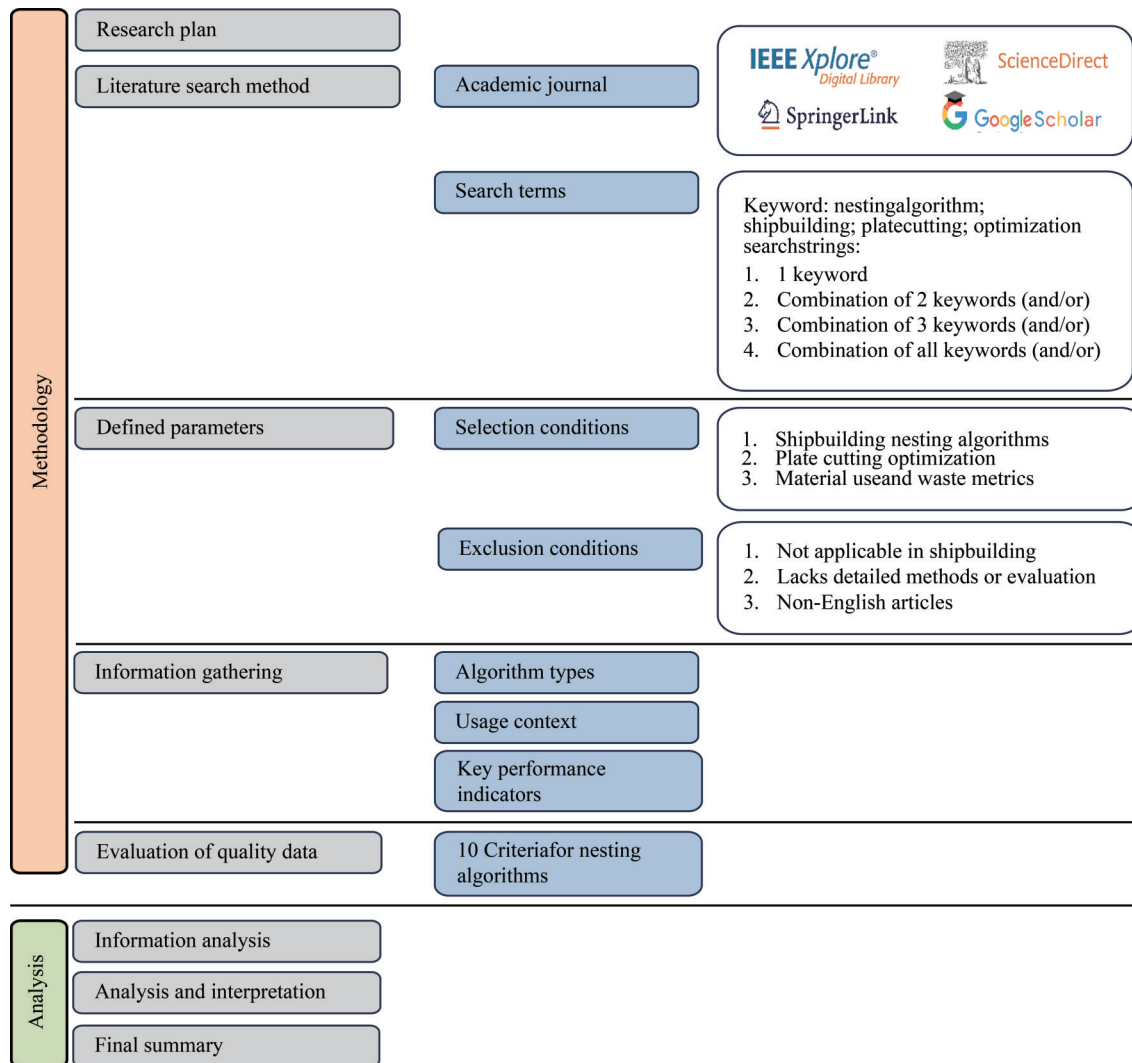 Methodology
Research plan
Literature search method
Academic journal
IEEE Xplore®
Digital Library
ScienceDirect
SpringerLink
Google Scholar
Search terms
Keyword: nestingalgorithm;
shipbuilding; platecutting; optimization
searchstrings:
1. 1 keyword
2. Combination of 2 keywords (and/or)
3. Combination of 3 keywords (and/or)
4. Combination of all keywords (and/or)
Defined parameters
Selection conditions
1. Shipbuilding nesting algorithms
2. Plate cutting optimization
3. Material useand waste metrics
Exclusion conditions
1. Not applicable in shipbuilding
2. Lacks detailed methods or evaluation
3. Non-English articles
Information gathering
Algorithm types
Usage context
Key performance
indicators
Evaluation of quality data
10 Criteriafor nesting
algorithms
Analysis
Information analysis
Analysis and interpretation
Final summary